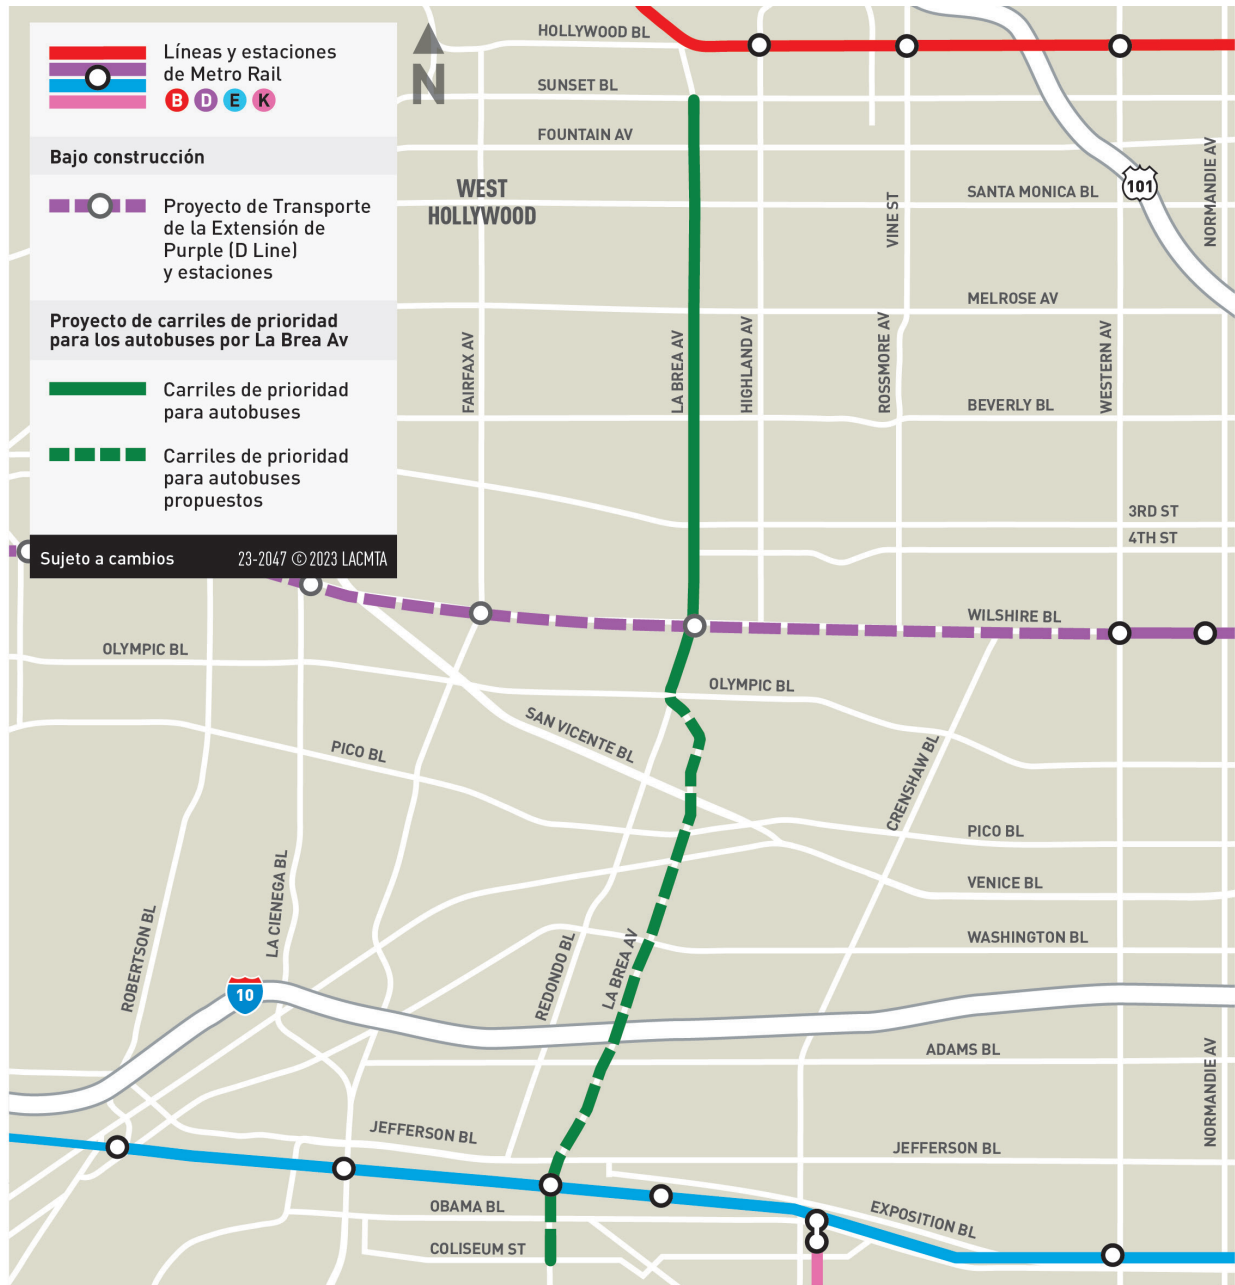 Líneas y estaciones
de Metro Rail
B D E K
Bajo construcción
Proyecto de Transporte
de la Extensión de
Purple (D Line)
y estaciones
Proyecto de carriles de prioridad
para los autobuses por La Brea Av
Carriles de prioridad
para autobuses
Carriles de prioridad
para autobuses
propuestos
Sujeto a cambios 23-2047 © 2023 LACMTA
N
HOLLYWOOD BL
SUNSET BL
FOUNTAIN AV
WEST
HOLLYWOOD
SANTA MONICA BL
101
NORMANDIE AV
VINE ST
MELROSE AV
FAIRFAX AV
LA BREA AV
HIGHLAND AV
ROSSMORE AV
WESTERN AV
BEVERLY BL
3RD ST
4TH ST
WILSHIRE BL
OLYMPIC BL
OLYMPIC BL
SAN VICENTE BL
PICO BL
CRENSHAW BL
PICO BL
VENICE BL
LA CIENEGA BL
ROBERTSON BL
REDONDO BL
LA BREA AV
WASHINGTON BL
10
ADAMS BL
NORMANDIE AV
JEFFERSON BL
JEFFERSON BL
OBAMA BL
EXPOSITION BL
COLISEUM ST